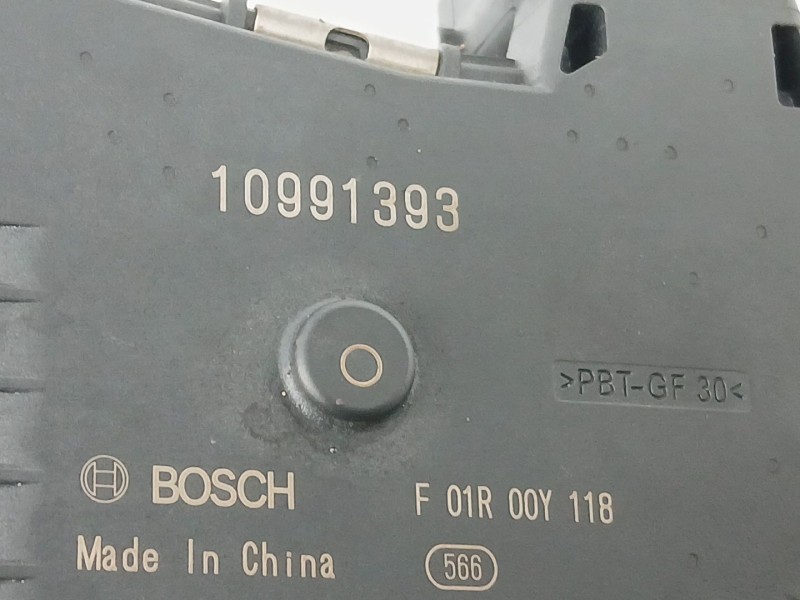 10991393
>PBT-GF 30<
BOSCH F 01R 00Y 118
Made In China 566